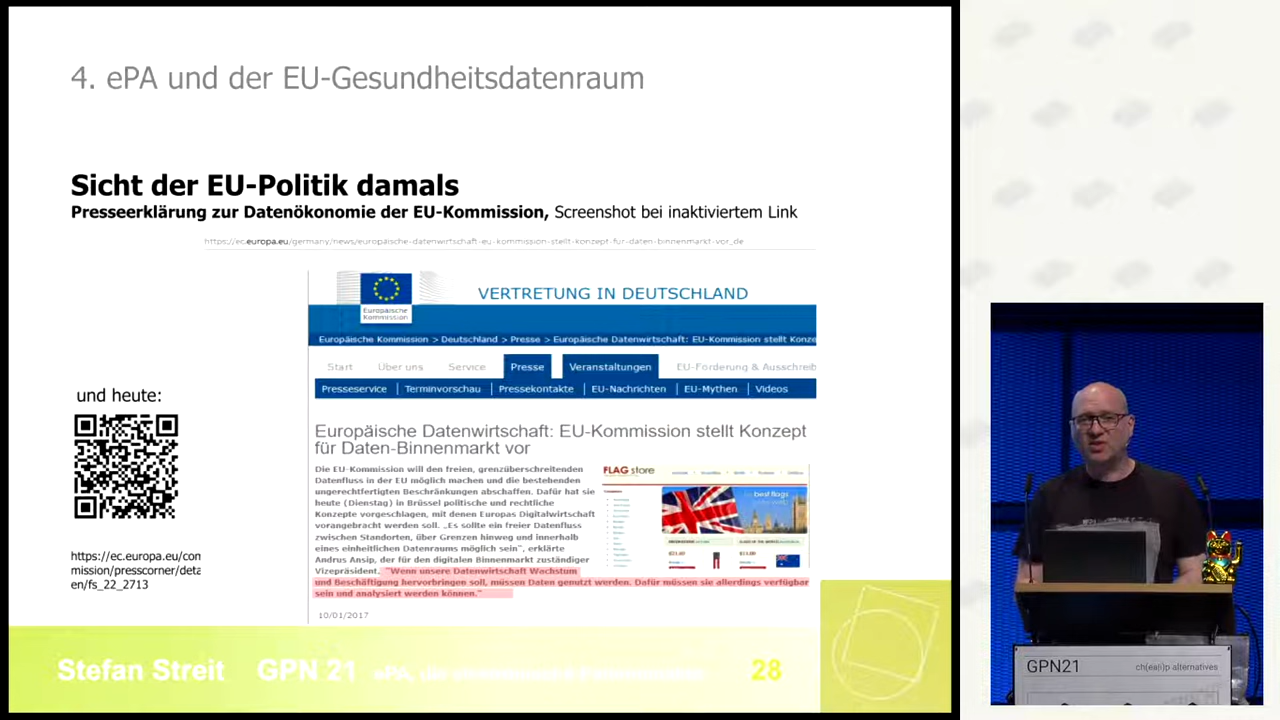 4. ePA und der EU-Gesundheitsdatenraum
Sicht der EU-Politik damals
Presseerklärung zur Datenökonomie der EU-Kommission, Screenshot bei inaktiviertem Link
https://ec.europa.eu/germany/news/europäische-datenwirtschaft-eu-kommission-stellt-konzept-für-daten-binnenmarkt-vor_de
Europäische
Kommission
VERTRETUNG IN DEUTSCHLAND
Europäische Kommission > Deutschland > Presse > Europäische Datenwirtschaft: EU-Kommission stellt Konze
Start Über uns Service Presse Veranstaltungen EU-Förderung & Ausschreib
Presseservice | Terminvorschau | Pressekontakte | EU-Nachrichten | EU-Mythen | Videos
Europäische Datenwirtschaft: EU-Kommission stellt Konzept
für Daten-Binnenmarkt vor
Die EU-Kommission will den freien, grenzüberschreitenden
Datenfluss in der EU möglich machen und die bestehenden
ungerechtfertigten Beschränkungen abschaffen. Dafür hat sie
heute (Dienstag) in Brüssel politische und rechtliche
Konzepte vorgeschlagen, mit denen Europas Digitalwirtschaft
vorangebracht werden soll. „Es sollte ein freier Datenfluss
zwischen Standorten, über Grenzen hinweg und innerhalb
eines einheitlichen Datenraums möglich sein", erklärte
Andrus Ansip, der für den digitalen Binnenmarkt zuständiger
Vizepräsident. "Wenn unsere Datenwirtschaft Wachstum
und Beschäftigung hervorbringen soll, müssen Daten genutzt werden. Dafür müssen sie allerdings verfügbar
sein und analysiert werden können."
10/01/2017
FLAG store
best flags
und heute:
https://ec.europa.eu/con
mission/presscorner/deta
en/fs_22_2713
Stefan Streit GPN 21
28
GPN21
ch(ea)i)p alternatives